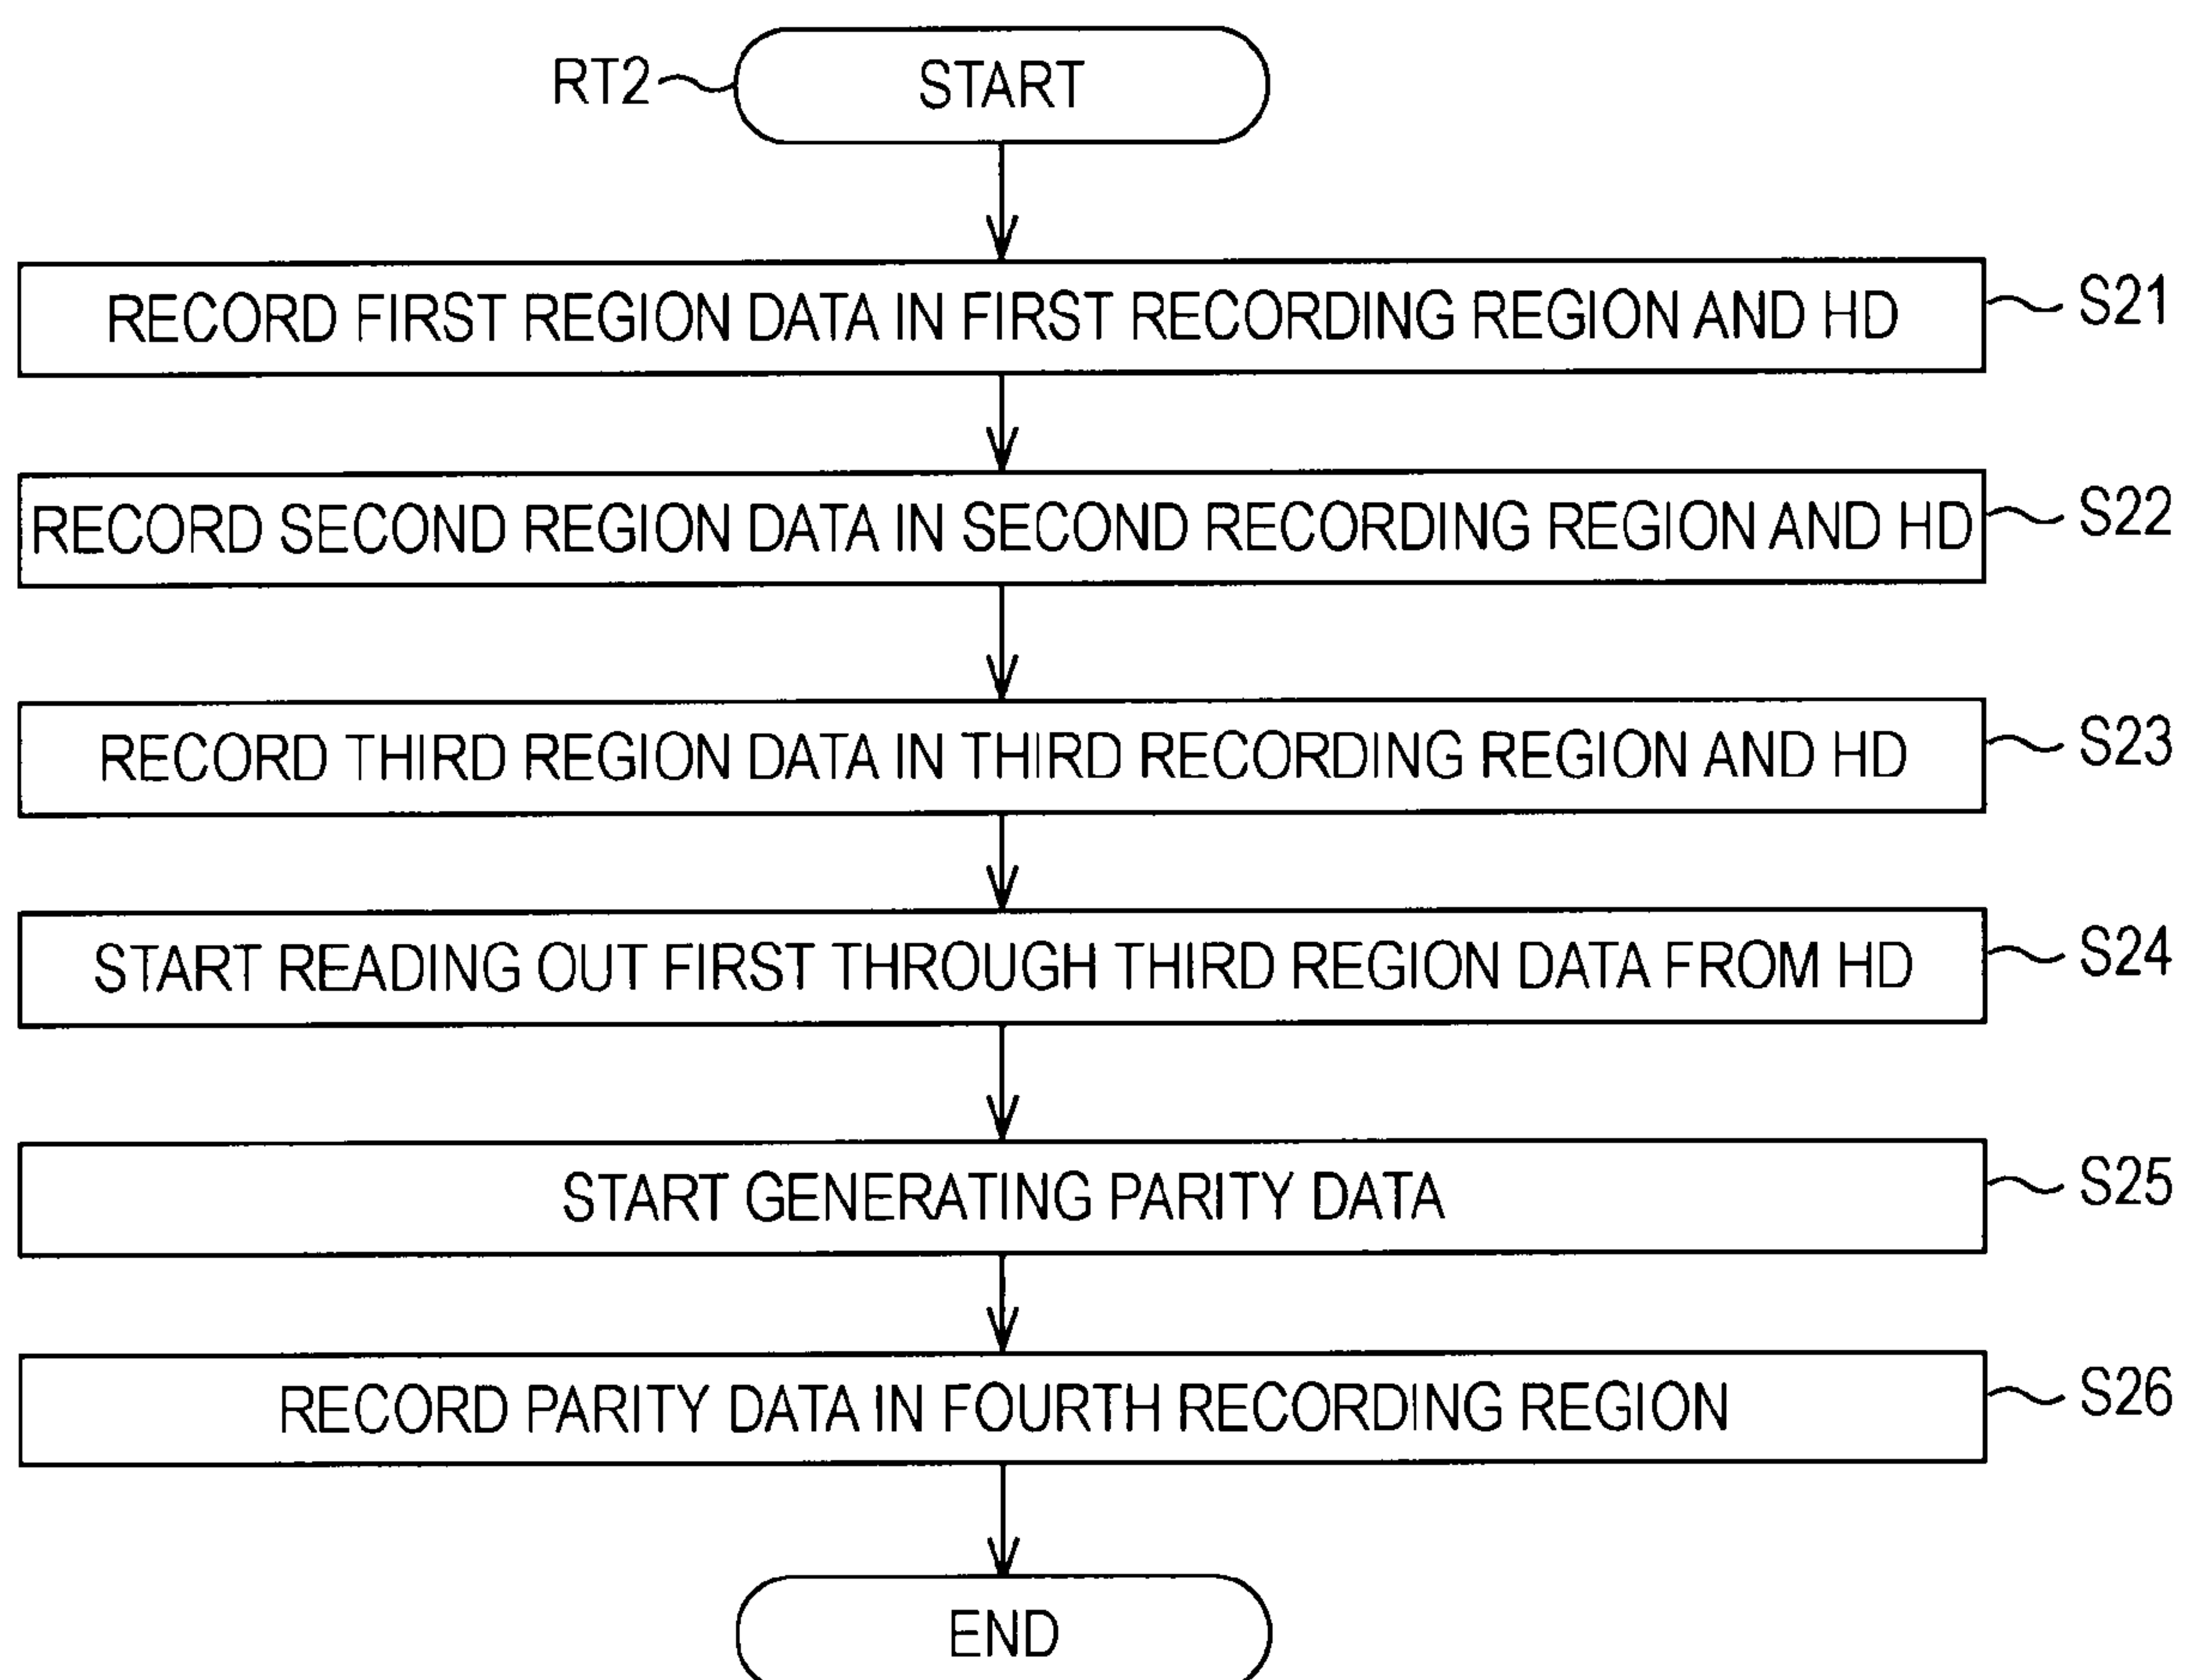 RT2 START
RECORD FIRST REGION DATA IN FIRST RECORDING REGION AND HD S21
RECORD SECOND REGION DATA IN SECOND RECORDING REGION AND HD S22
RECORD THIRD REGION DATA IN THIRD RECORDING REGION AND HD S23
START READING OUT FIRST THROUGH THIRD REGION DATA FROM HD S24
START GENERATING PARITY DATA S25
RECORD PARITY DATA IN FOURTH RECORDING REGION S26
END